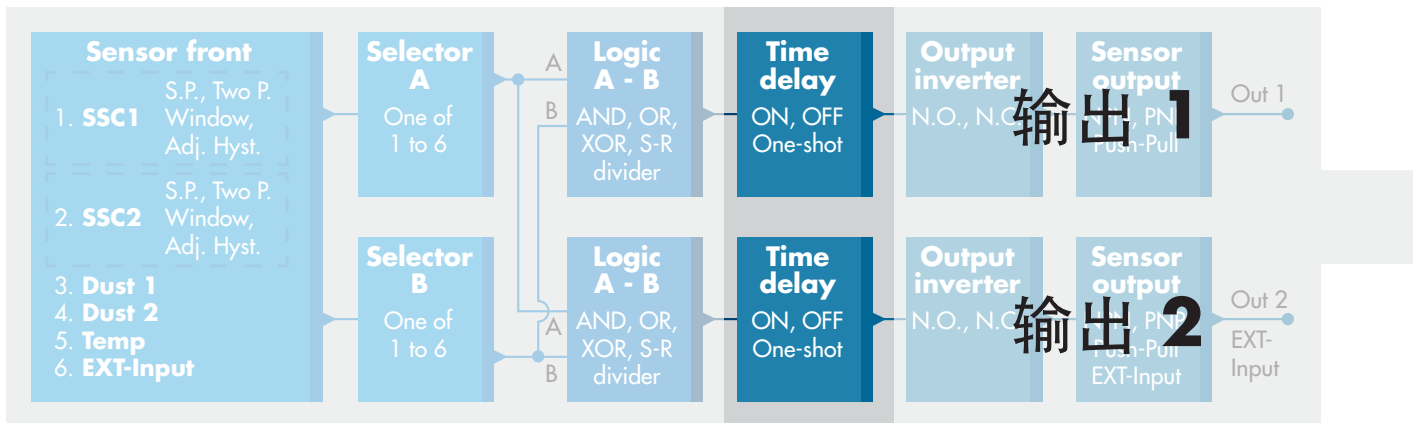 Sensor front
1. SSC1
S.P., Two P.
Window,
Adj. Hyst.
2. SSC2
S.P., Two P.
Window,
Adj. Hyst.
3. Dust 1
4. Dust 2
5. Temp
6. EXT-Input
Selector
A
One of
1 to 6
Selector
B
One of
1 to 6
A
B
Logic
A - B
AND, OR,
XOR, S-R
divider
Time
delay
ON, OFF
One-shot
Output
inverter
N.O., N.C.
Sensor
output
NPN, PNP
Push-Pull
输出 1
Out 1
A
B
Logic
A - B
AND, OR,
XOR, S-R
divider
Time
delay
ON, OFF
One-shot
Output
inverter
N.O., N.C.
Sensor
output
NPN, PNP
Push-Pull
EXT-Input
输出 2
Out 2
EXT-
Input